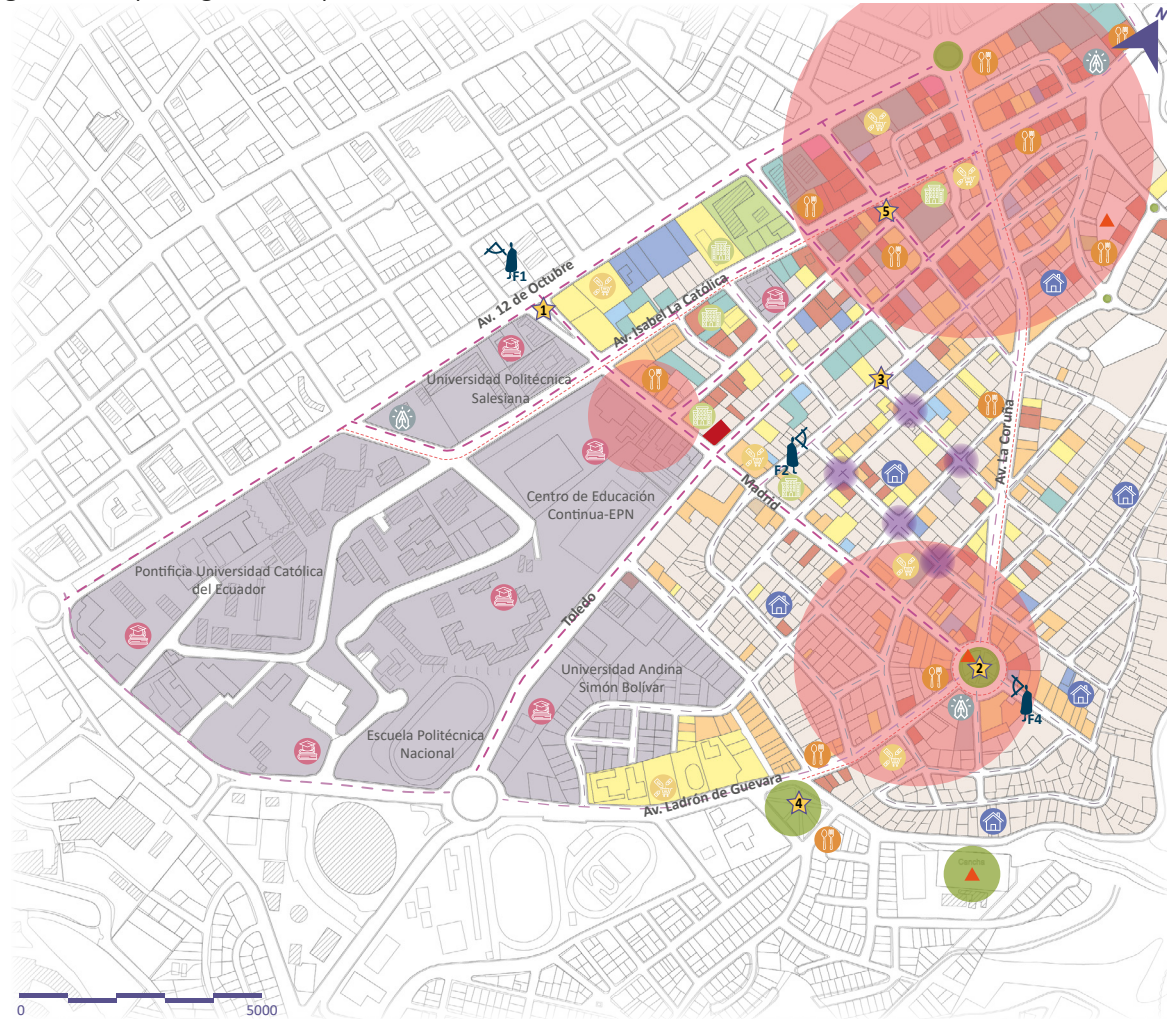 N
5
F1
Av. 12 de Octubre
1
Av. Isabel La Católica
Universidad Politécnica
Salesiana
3
Av. La Coruña
F2
Madrid
Centro de Educación
Continua-EPN
Pontificia Universidad Católica
del Ecuador
Toledo
Universidad Andina
Simón Bolívar
2
F4
Escuela Politécnica
Nacional
Av. Ladrón de Guevara
4
Cancha
0
5000